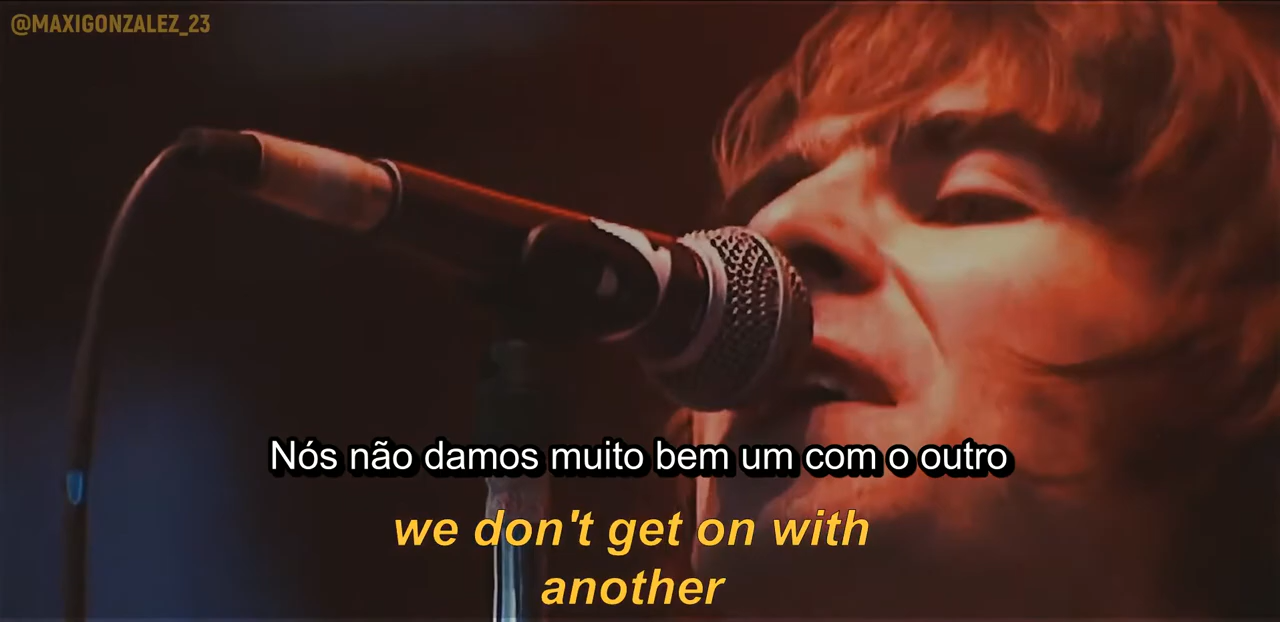 @MAXIGONZALEZ_23
Nós não damos muito bem um com o outro
we don't get on with
another